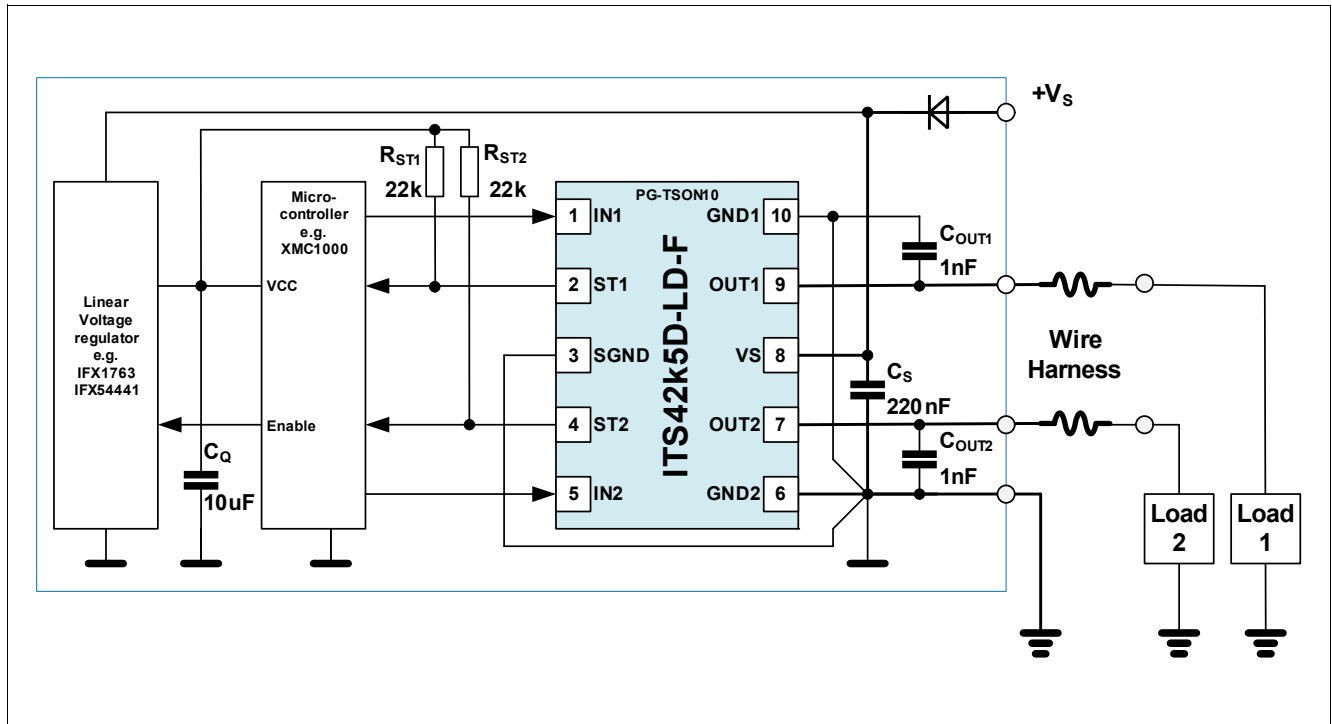 +VS
RST1
22k
RST2
22k
Linear
Voltage
regulator
e.g.
IFX1763
IFX54441
CQ
10uF
Micro-
controller
e.g.
XMC1000
VCC
Enable
PG-TSON10
ITS42k5D-LD-F
1 IN1
2 ST1
3 SGND
4 ST2
5 IN2
GND1 10
OUT1 9
VS 8
OUT2 7
GND2 6
COUT1
1nF
CS
220nF
COUT2
1nF
Wire
Harness
Load
2
Load
1